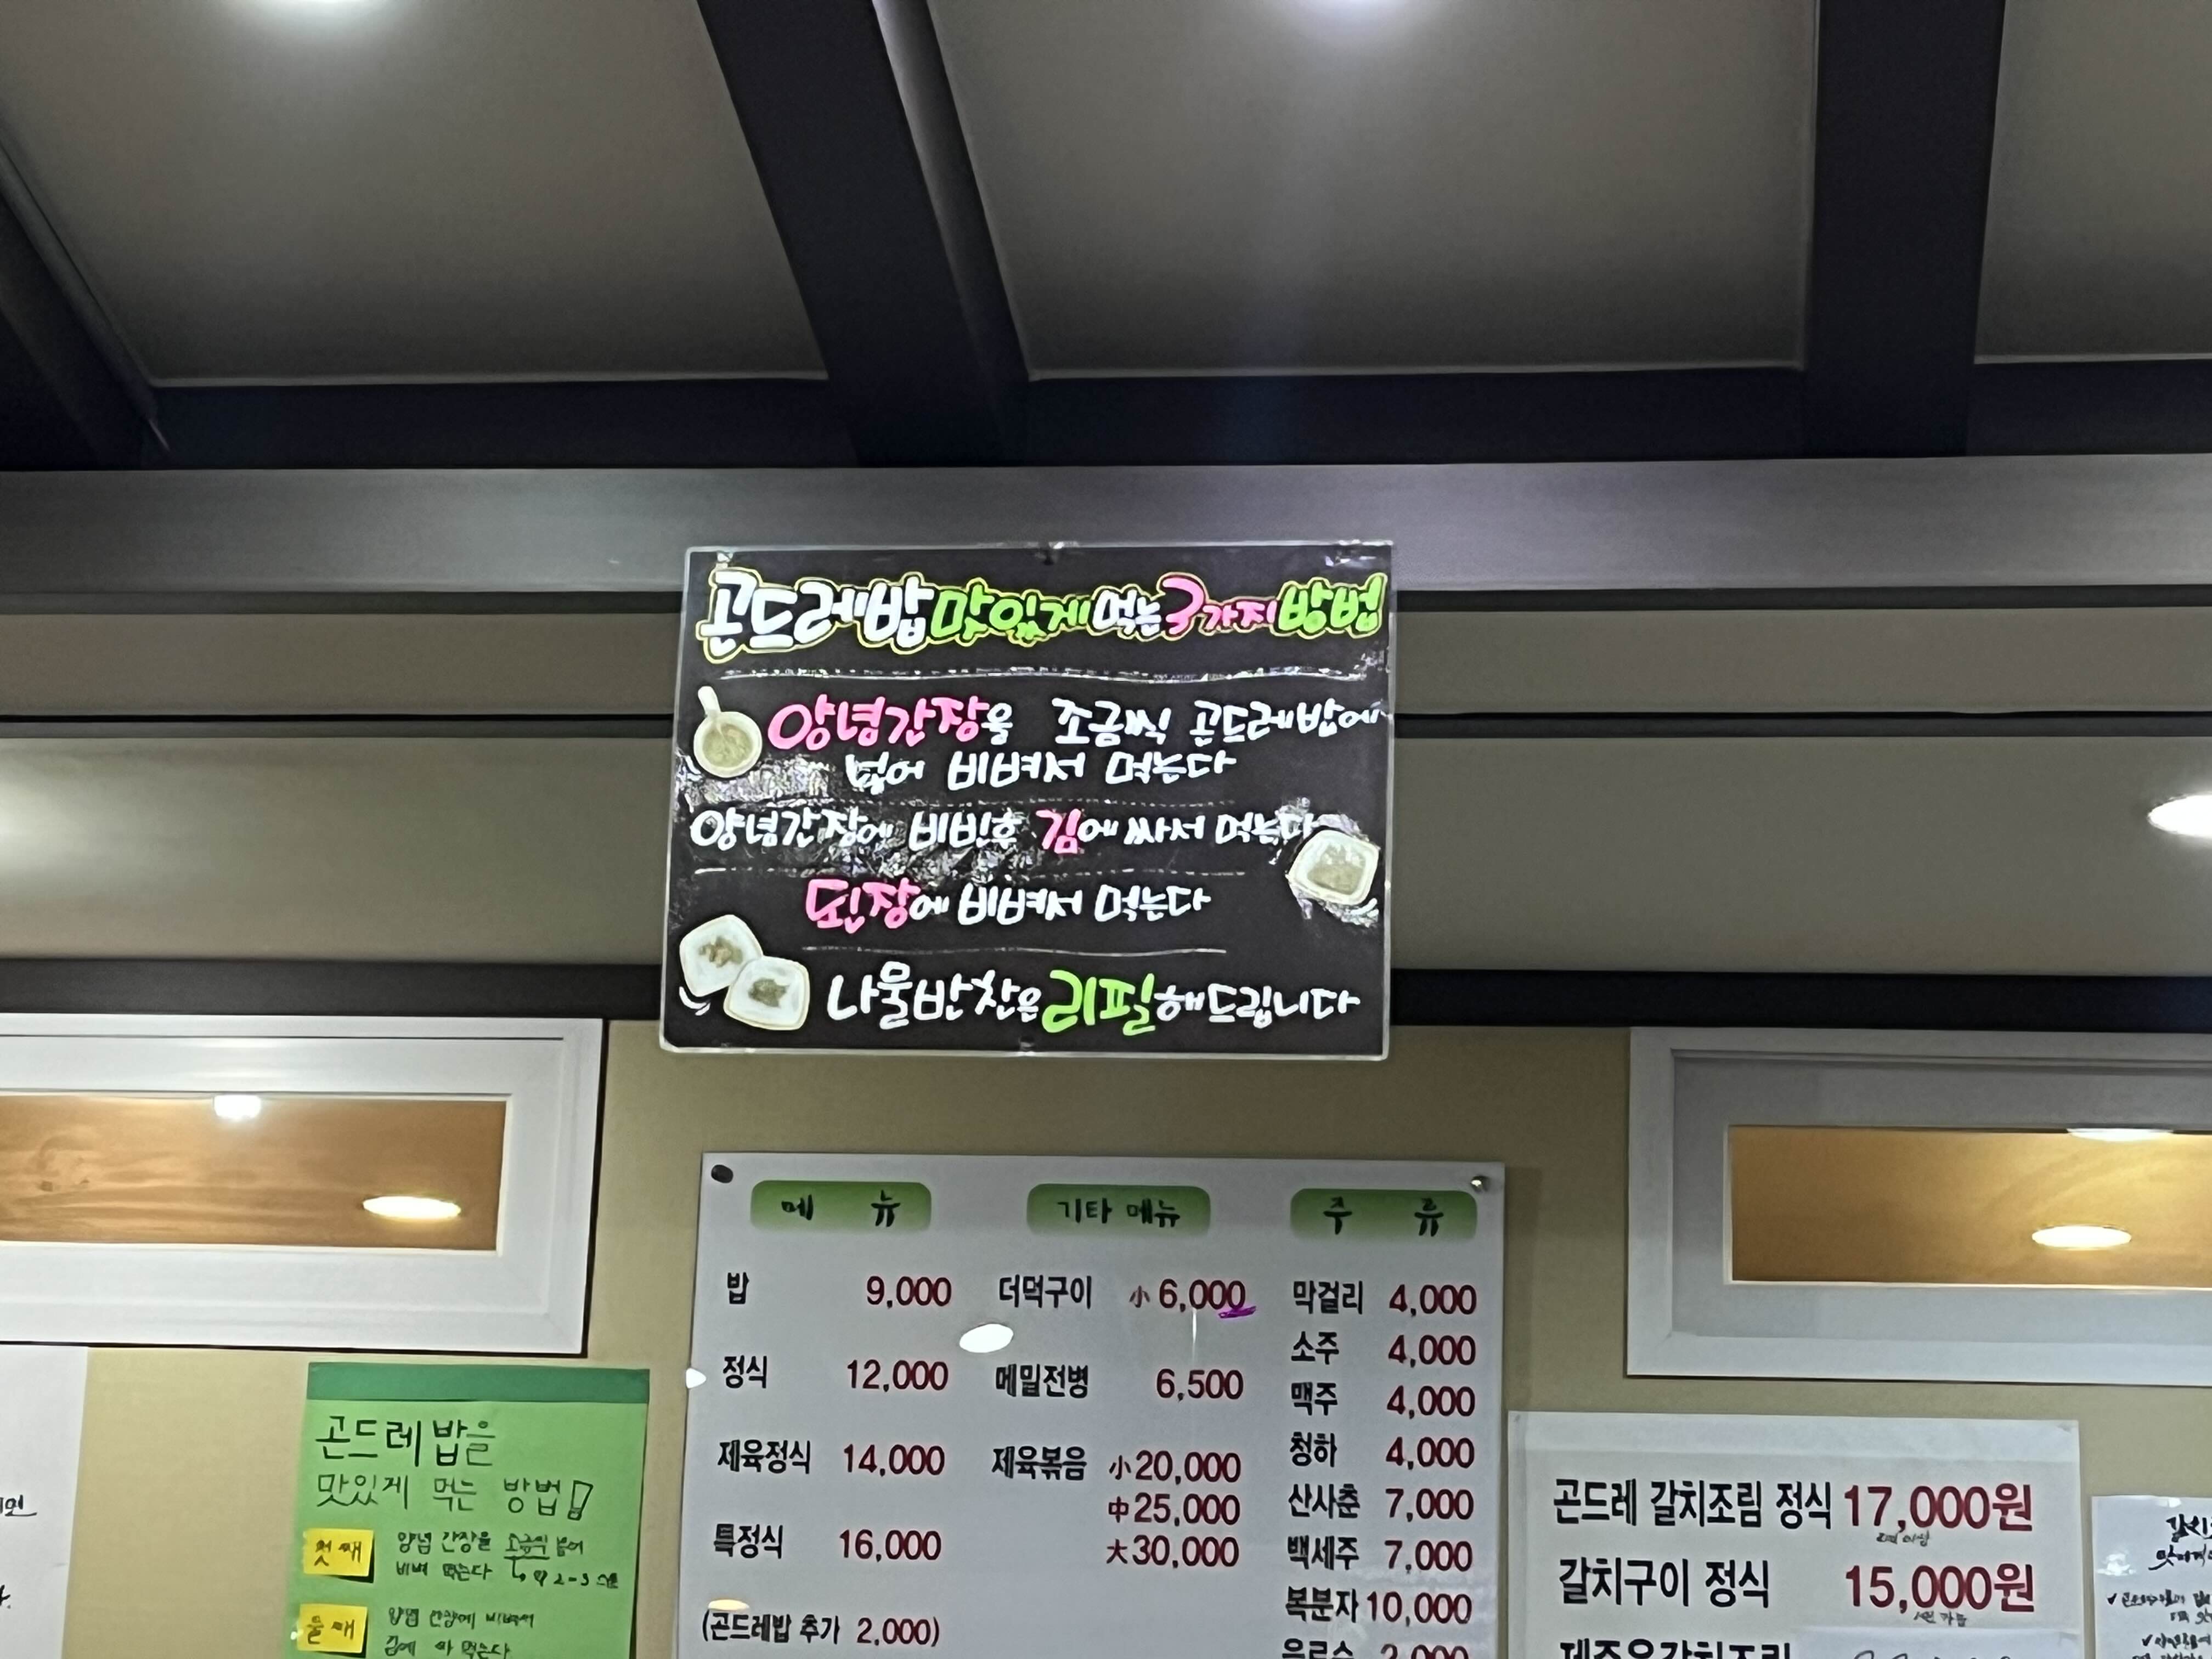 곤드레밥 맛있게 먹는 3가지 방법
양념간장을 조금씩 곤드레밥에
넣어 비벼서 먹는다
양념간장에 비빈후 김에 싸서 먹는다
된장에 비벼서 먹는다
나물반찬은 리필해드립니다
메 뉴
밥 9,000
정식 12,000
제육정식 14,000
특정식 16,000
(곤드레밥 추가 2,000)
기타 메뉴
더덕구이 小 6,000
메밀전병 6,500
제육볶음 小 20,000
中 25,000
大 30,000
주 류
막걸리 4,000
소주 4,000
맥주 4,000
청하 4,000
산사춘 7,000
백세주 7,000
복분자 10,000
음료수
곤드레밥을
맛있게 먹는 방법!
첫째
양념 간장을 조금씩 넣어
비벼 먹는다 2-3
둘째
양념 간장에 비벼서
김에 싸 먹는다
곤드레 갈치조림 정식 17,000원
갈치구이 정식 15,000원
제주은갈치조림